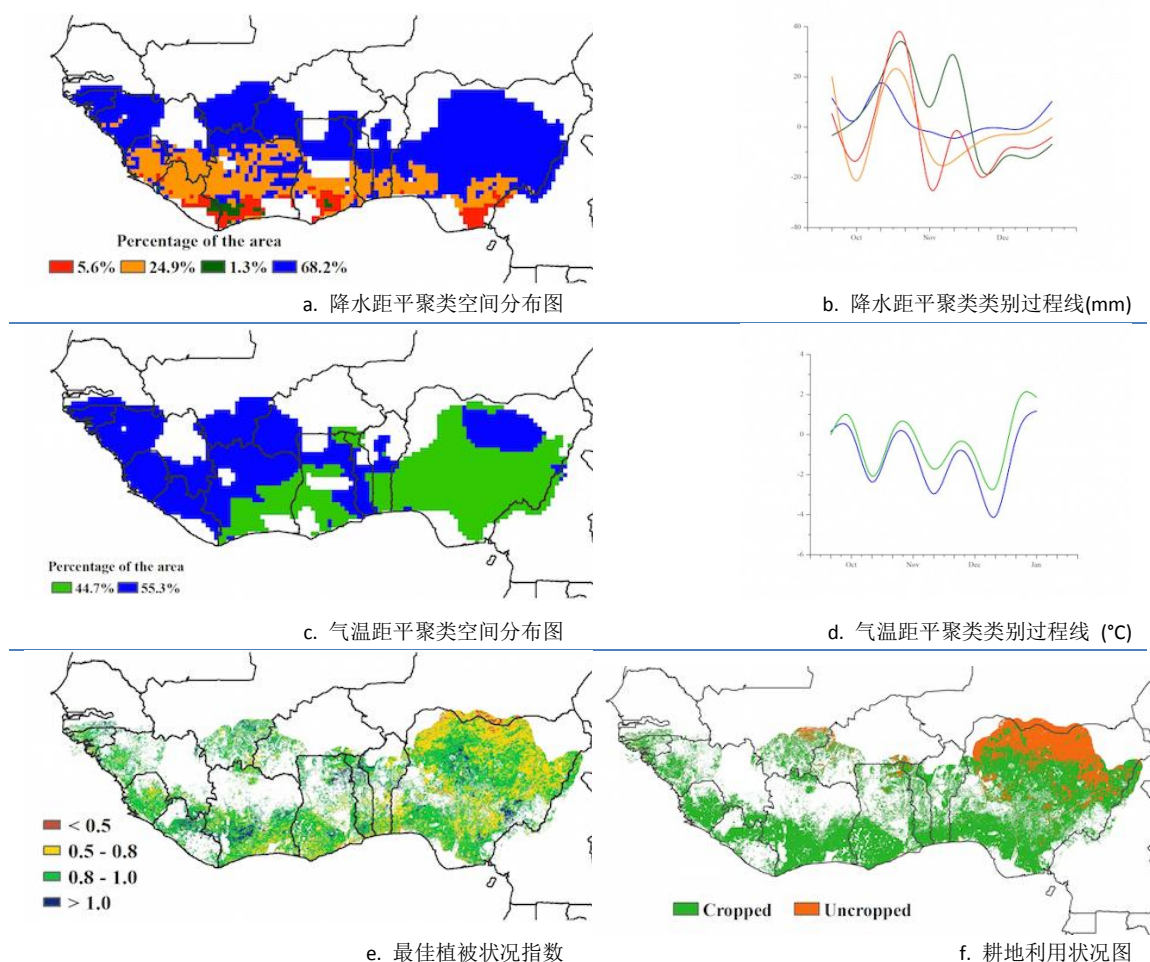 40
20
0
-20
-40
Oct
Nov
Dec
Percentage of the area
5.6% 24.9% 1.3% 68.2%
a. 降水距平聚类空间分布图
b. 降水距平聚类类别过程线(mm)
4
2
0
-2
-4
-6
Oct
Nov
Dec
Jan
Percentage of the area
44.7% 55.3%
c. 气温距平聚类空间分布图
d. 气温距平聚类类别过程线 (°C)
< 0.5
0.5 - 0.8
0.8 - 1.0
> 1.0
Cropped Uncropped
e. 最佳植被状况指数
f. 耕地利用状况图